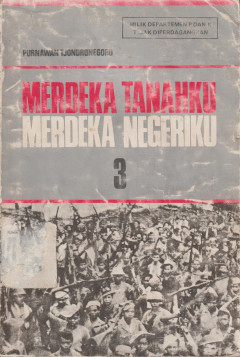 MILIK DEPARTEMEN P DAN K
TIDAK DIPERDAGANGKAN
PURNAWAN TJONDRONEGORO
MERDEKA TANAHKU
MERDEKA NEGERIKU
3